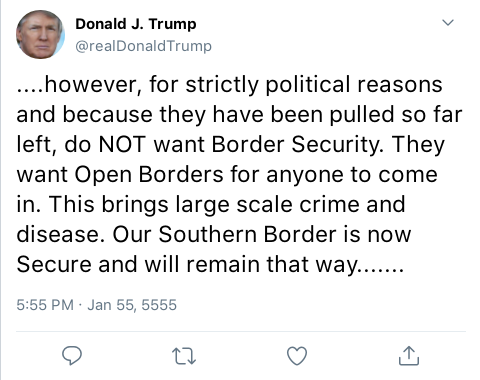 Donald J. Trump
@realDonaldTrump
....however, for strictly political reasons
and because they have been pulled so far
left, do NOT want Border Security. They
want Open Borders for anyone to come
in. This brings large scale crime and
disease. Our Southern Border is now
Secure and will remain that way.......
5:55 PM · Jan 55, 5555